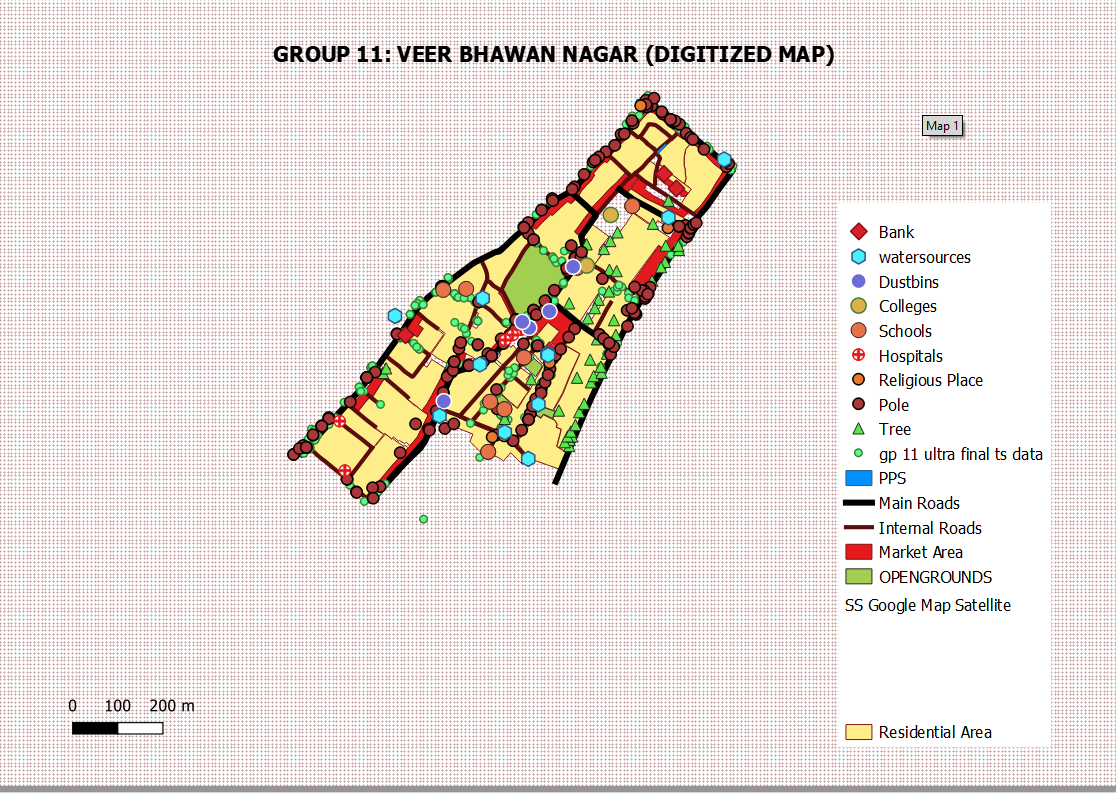 GROUP 11: VEER BHAWAN NAGAR (DIGITIZED MAP)
Map 1
Bank
watersources
Dustbins
Colleges
Schools
Hospitals
Religious Place
Pole
Tree
gp 11 ultra final ts data
PPS
Main Roads
Internal Roads
Market Area
OPENGROUNDS
SS Google Map Satellite
Residential Area
0 100 200 m